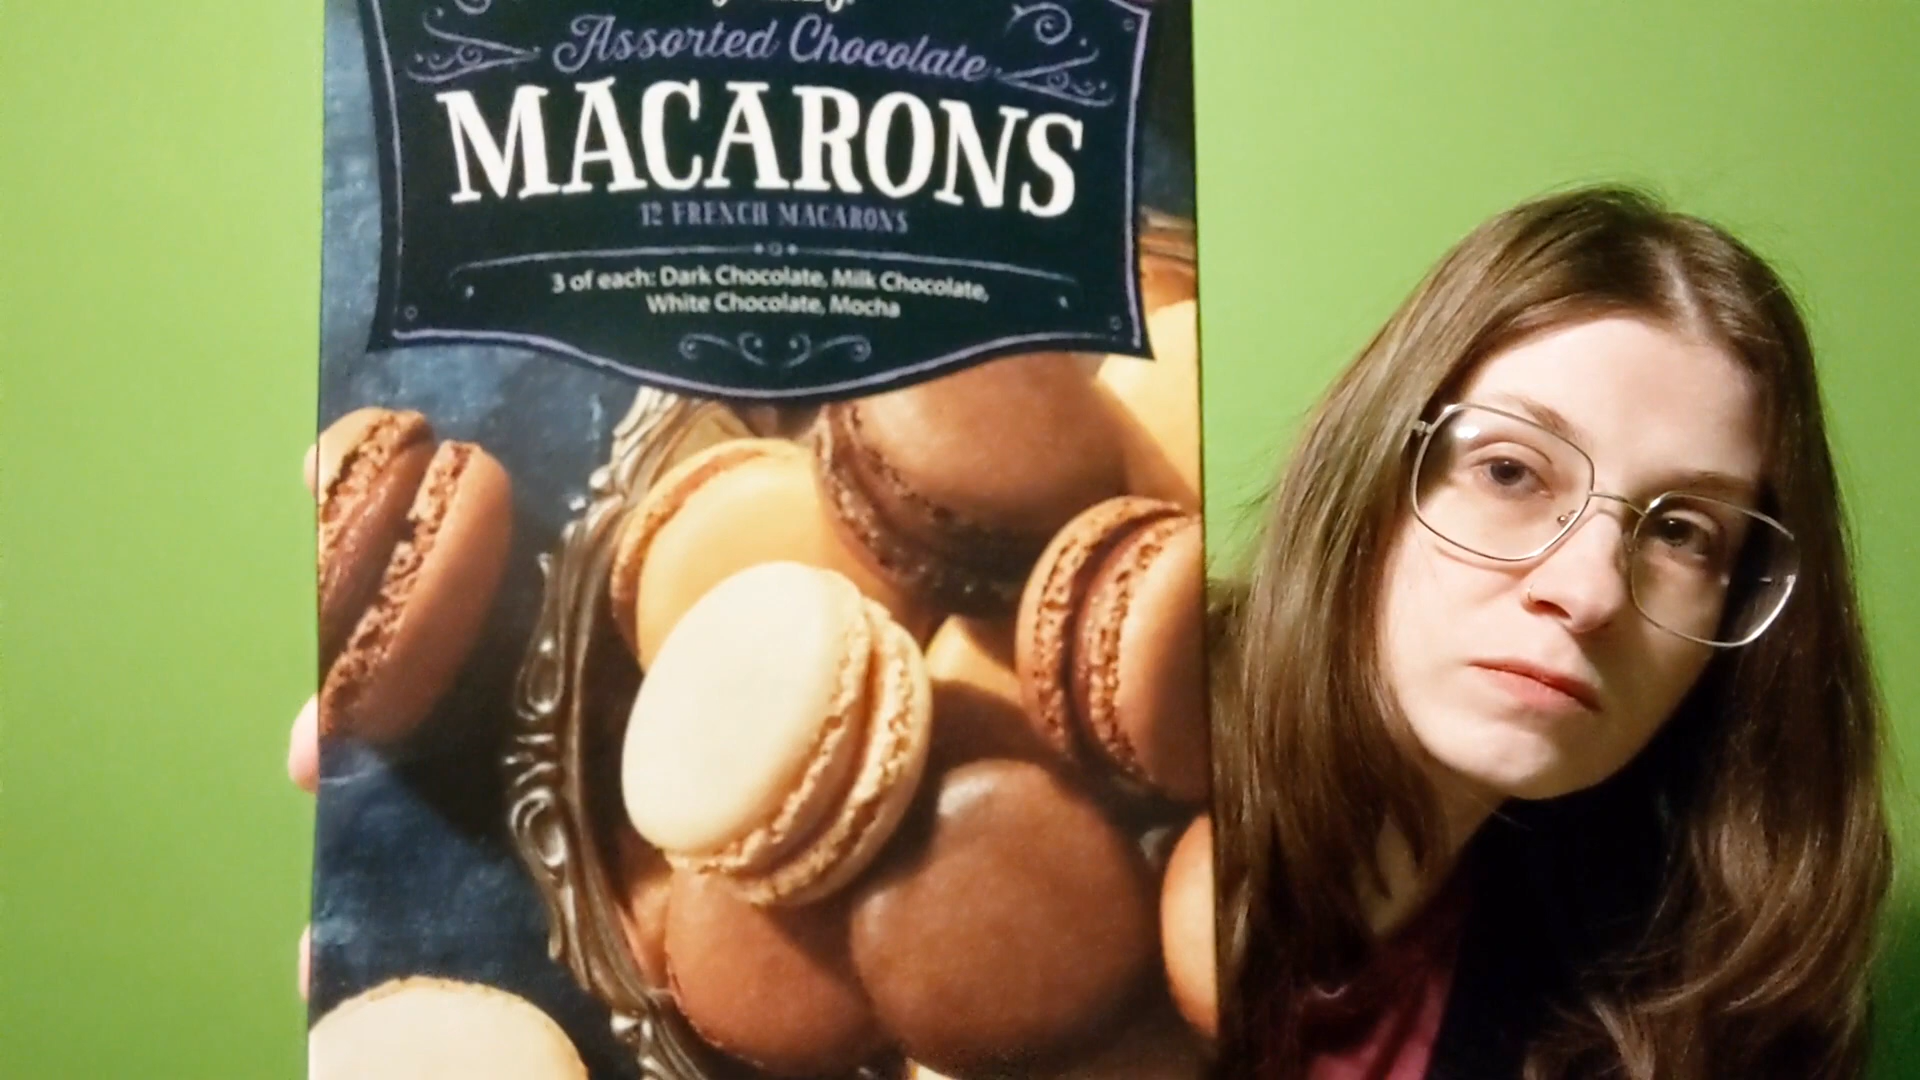 Assorted Chocolate
MACARONS
12 FRENCH MACARONS
3 of each: Dark Chocolate, Milk Chocolate,
White Chocolate, Mocha